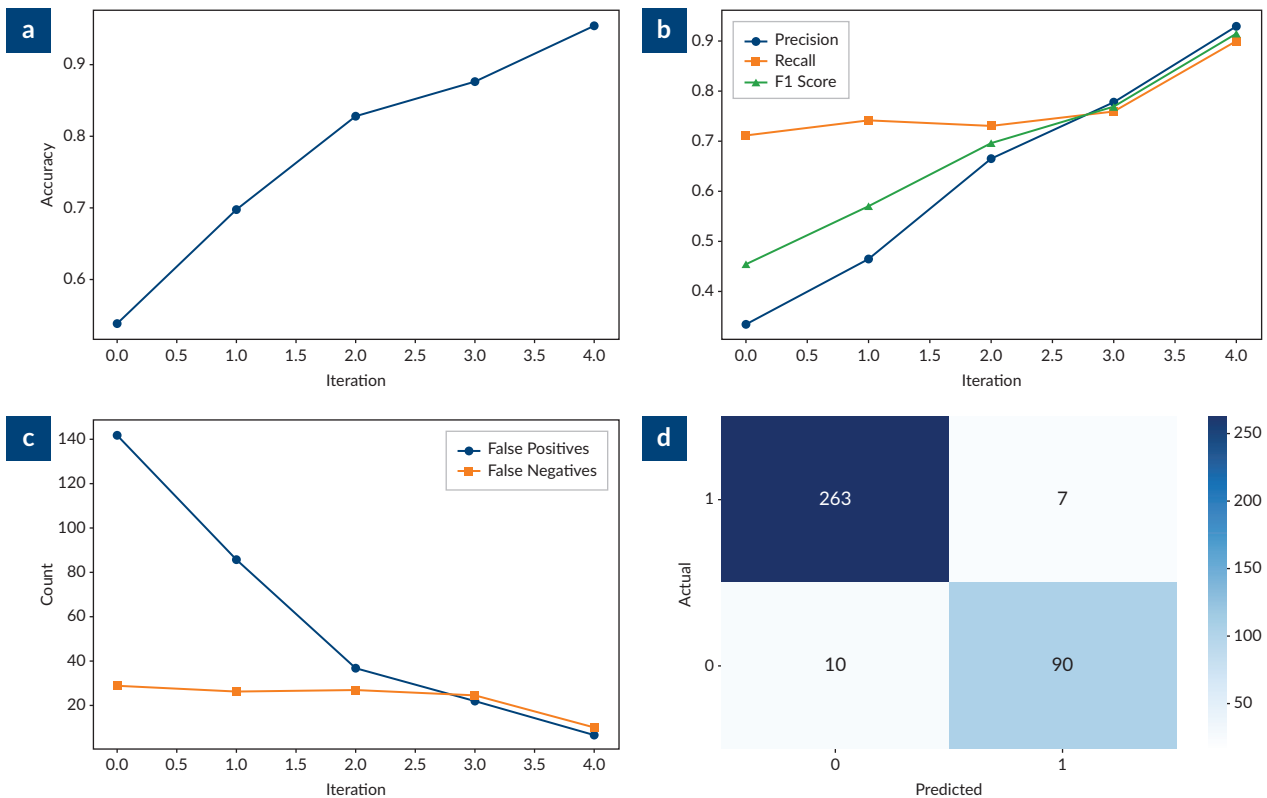 a
0.9
0.8
0.7
0.6
Accuracy
0.0 0.5 1.0 1.5 2.0 2.5 3.0 3.5 4.0
Iteration
b
Precision
Recall
F1 Score
0.9
0.8
0.7
0.6
0.5
0.4
0.0 0.5 1.0 1.5 2.0 2.5 3.0 3.5 4.0
Iteration
c
False Positives
False Negatives
140
120
100
80
60
40
20
Count
0.0 0.5 1.0 1.5 2.0 2.5 3.0 3.5 4.0
Iteration
d
1 263 7
0 10 90
Actual
0 1
Predicted
250
200
150
100
50